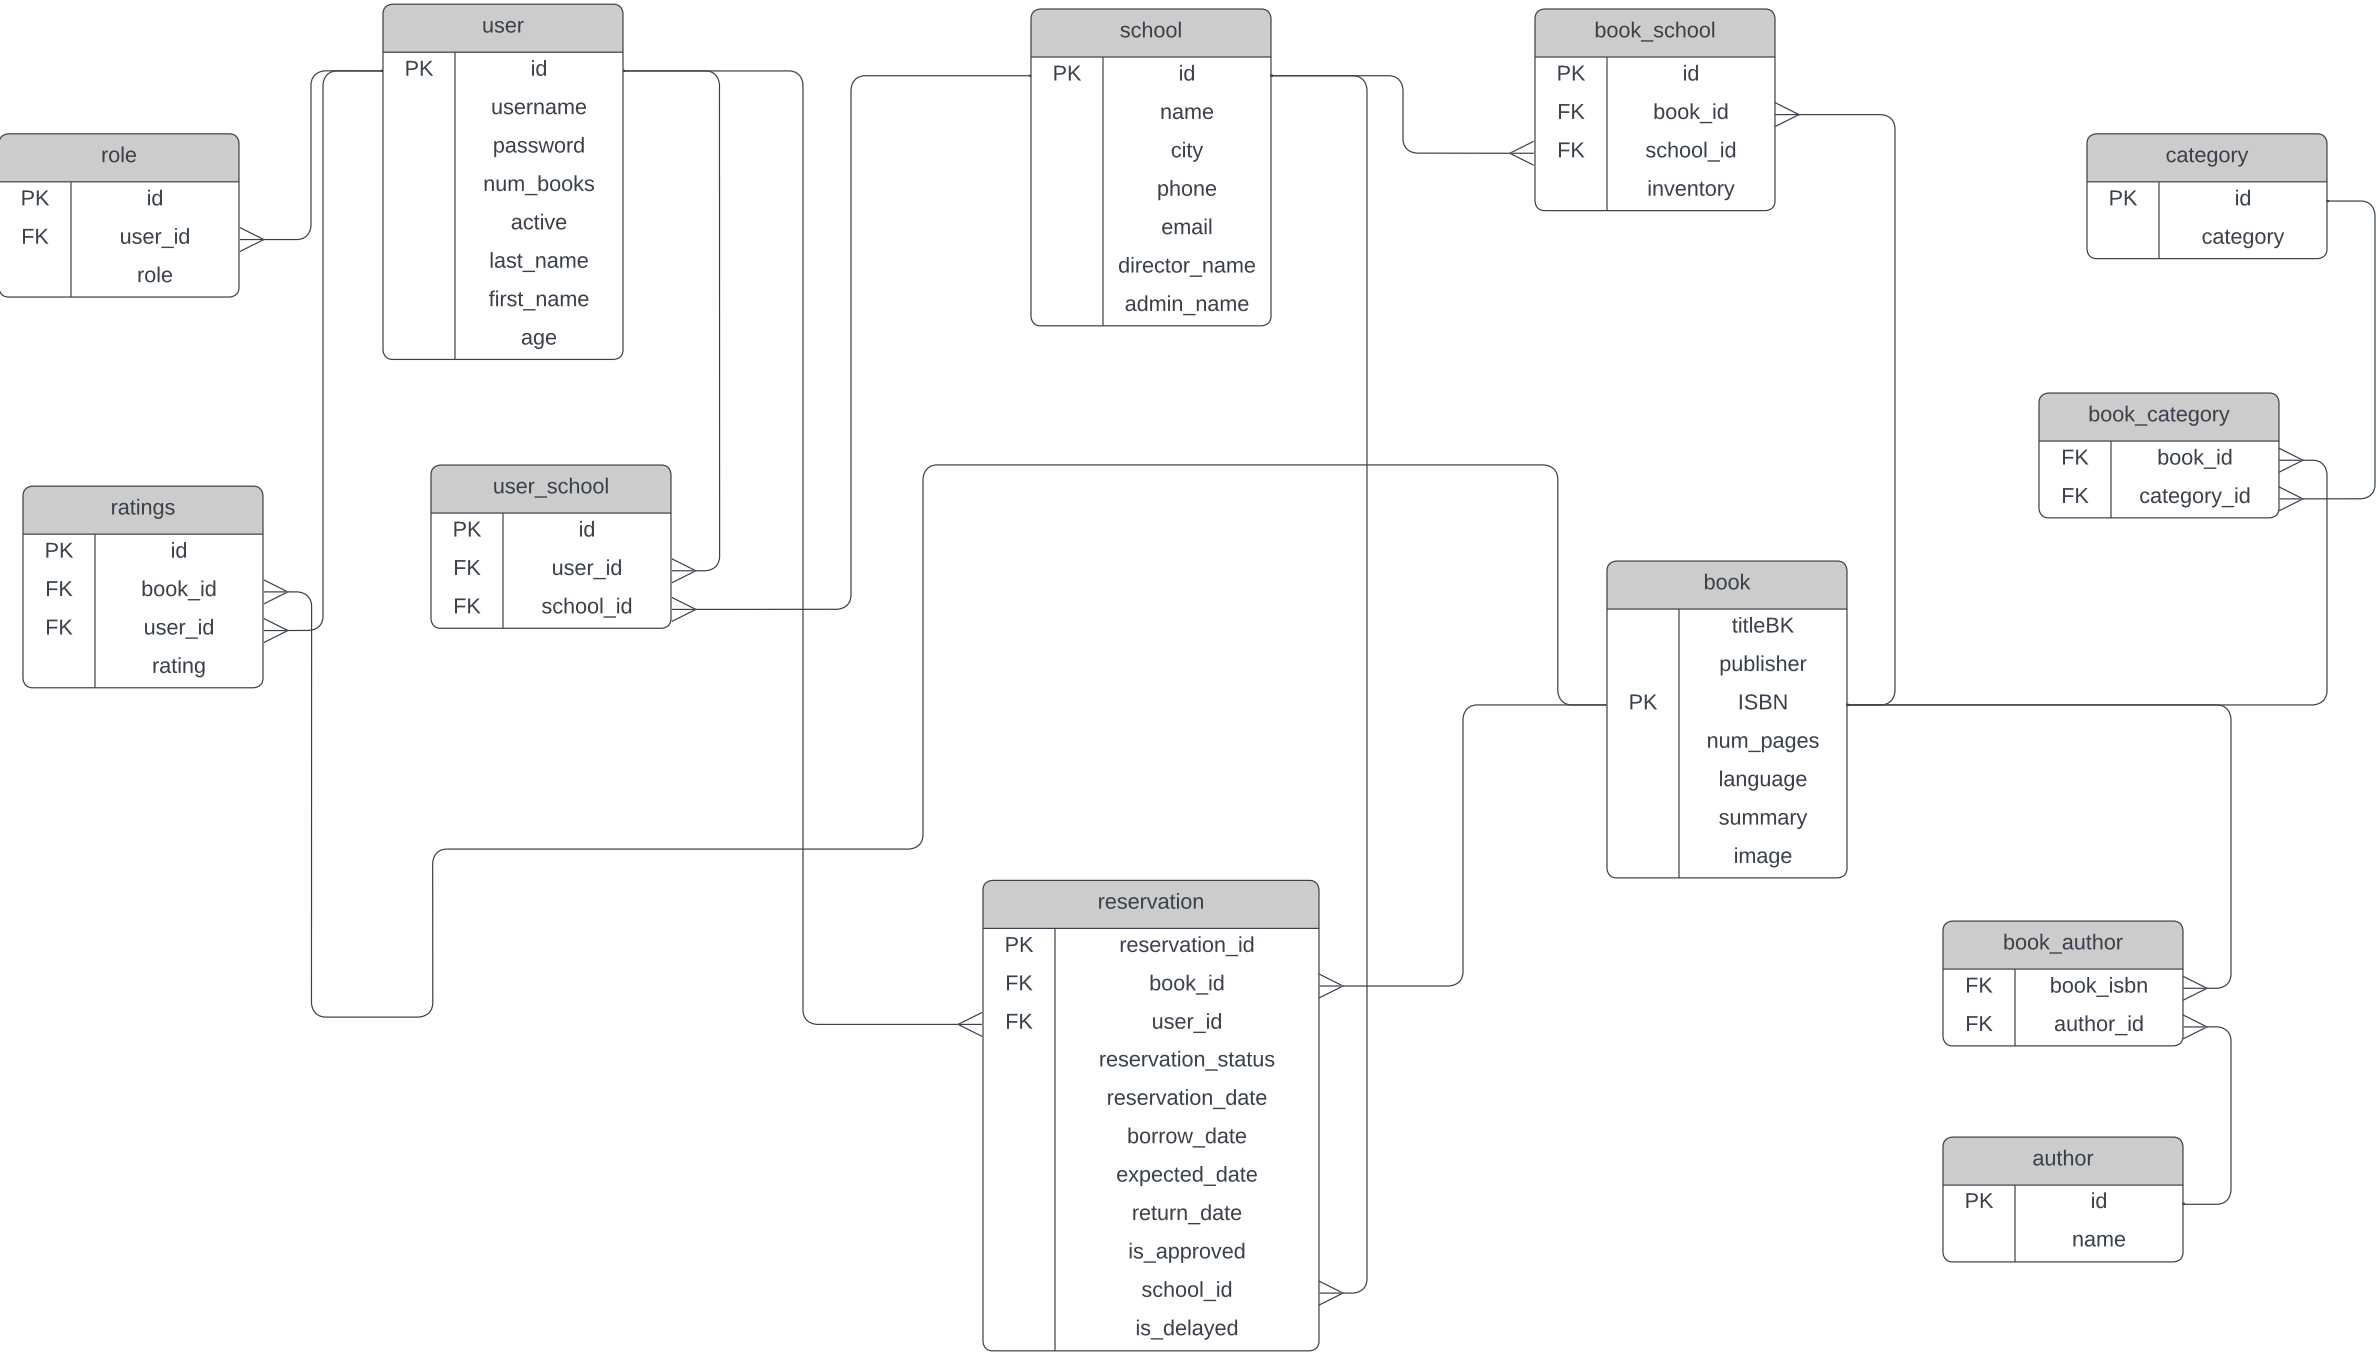 user
PK id
username
password
num_books
active
last_name
first_name
age
school
PK id
name
city
phone
email
director_name
admin_name
book_school
PK id
FK book_id
FK school_id
inventory
role
PK id
FK user_id
role
category
PK id
category
book_category
FK book_id
FK category_id
user_school
PK id
FK user_id
FK school_id
ratings
PK id
FK book_id
FK user_id
rating
book
titleBK
publisher
PK ISBN
num_pages
language
summary
image
reservation
PK reservation_id
FK book_id
FK user_id
reservation_status
reservation_date
borrow_date
expected_date
return_date
is_approved
school_id
is_delayed
book_author
FK book_isbn
FK author_id
author
PK id
name